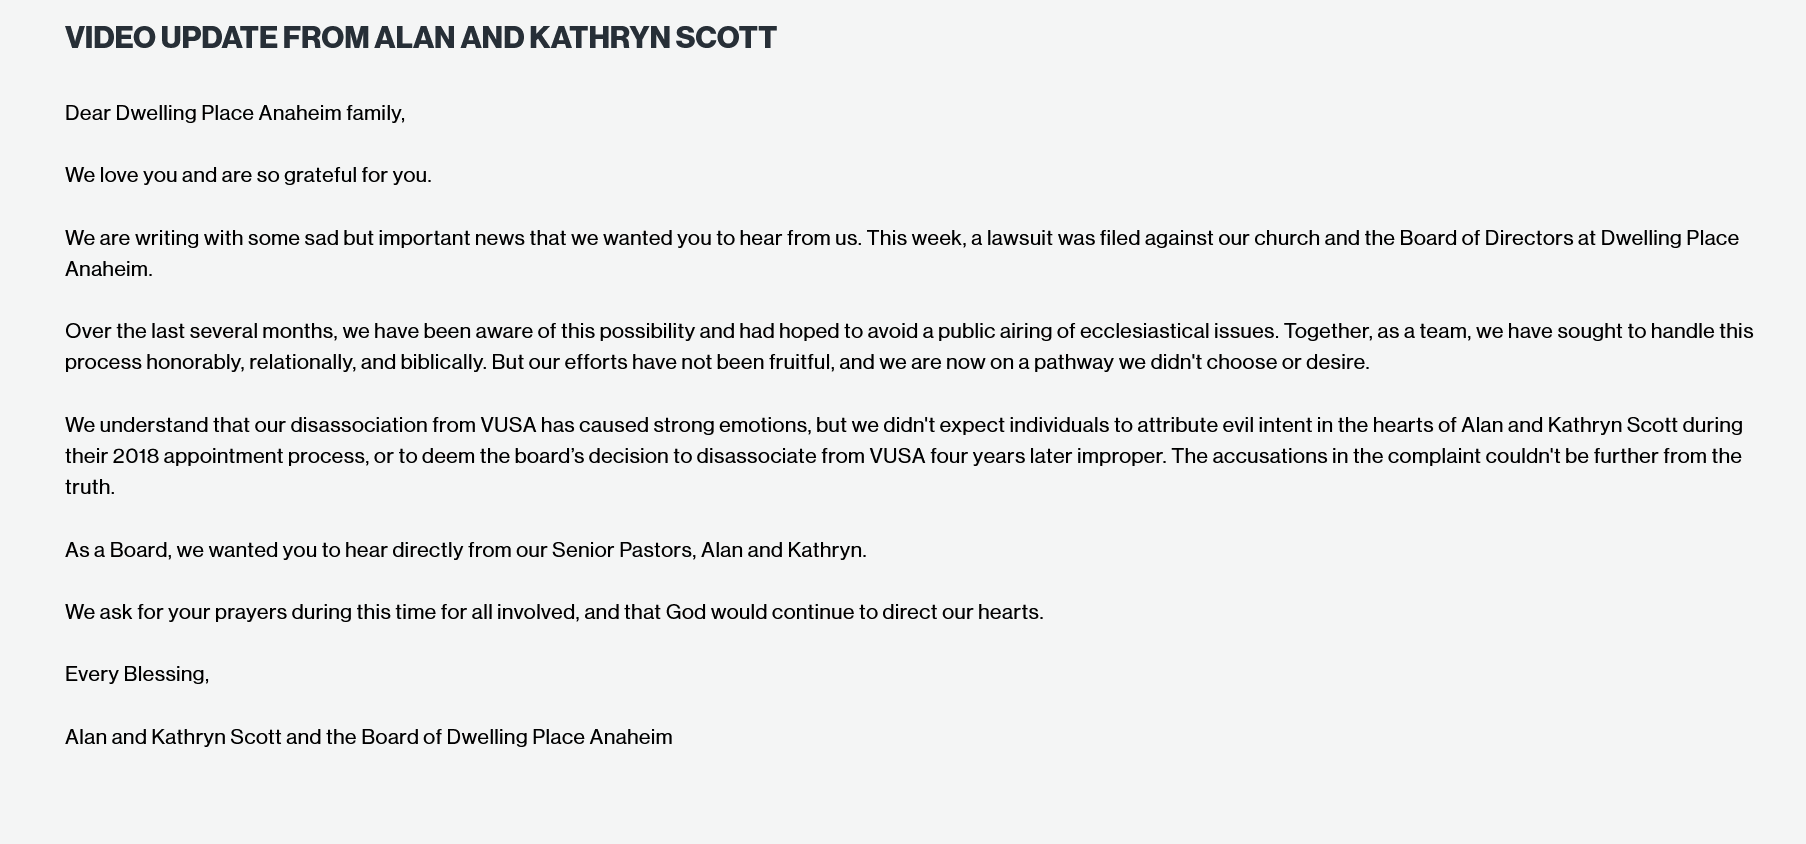 VIDEO UPDATE FROM ALAN AND KATHRYN SCOTT
Dear Dwelling Place Anaheim family,
We love you and are so grateful for you.
We are writing with some sad but important news that we wanted you to hear from us. This week, a lawsuit was filed against our church and the Board of Directors at Dwelling Place
Anaheim.
Over the last several months, we have been aware of this possibility and had hoped to avoid a public airing of ecclesiastical issues. Together, as a team, we have sought to handle this
process honorably, relationally, and biblically. But our efforts have not been fruitful, and we are now on a pathway we didn't choose or desire.
We understand that our disassociation from VUSA has caused strong emotions, but we didn't expect individuals to attribute evil intent in the hearts of Alan and Kathryn Scott during
their 2018 appointment process, or to deem the board’s decision to disassociate from VUSA four years later improper. The accusations in the complaint couldn't be further from the
truth.
As a Board, we wanted you to hear directly from our Senior Pastors, Alan and Kathryn.
We ask for your prayers during this time for all involved, and that God would continue to direct our hearts.
Every Blessing,
Alan and Kathryn Scott and the Board of Dwelling Place Anaheim